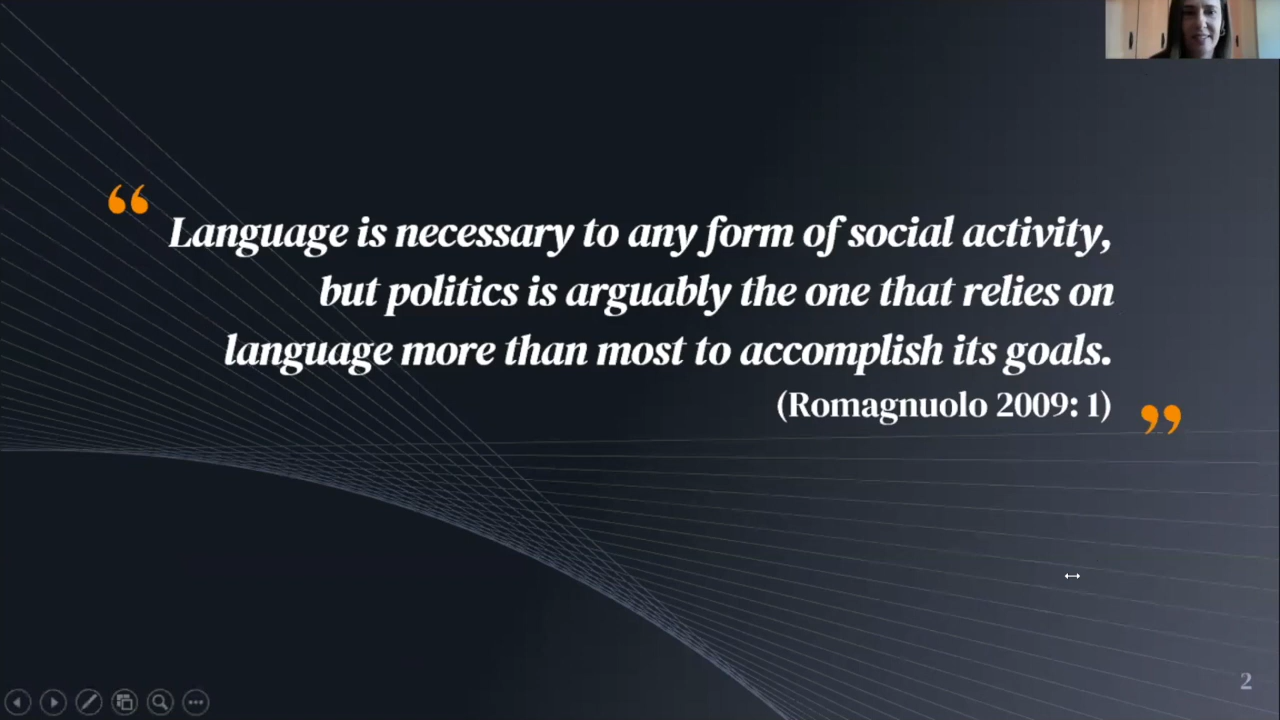 “ Language is necessary to any form of social activity,
but politics is arguably the one that relies on
language more than most to accomplish its goals.
(Romagnuolo 2009: 1) ”
2